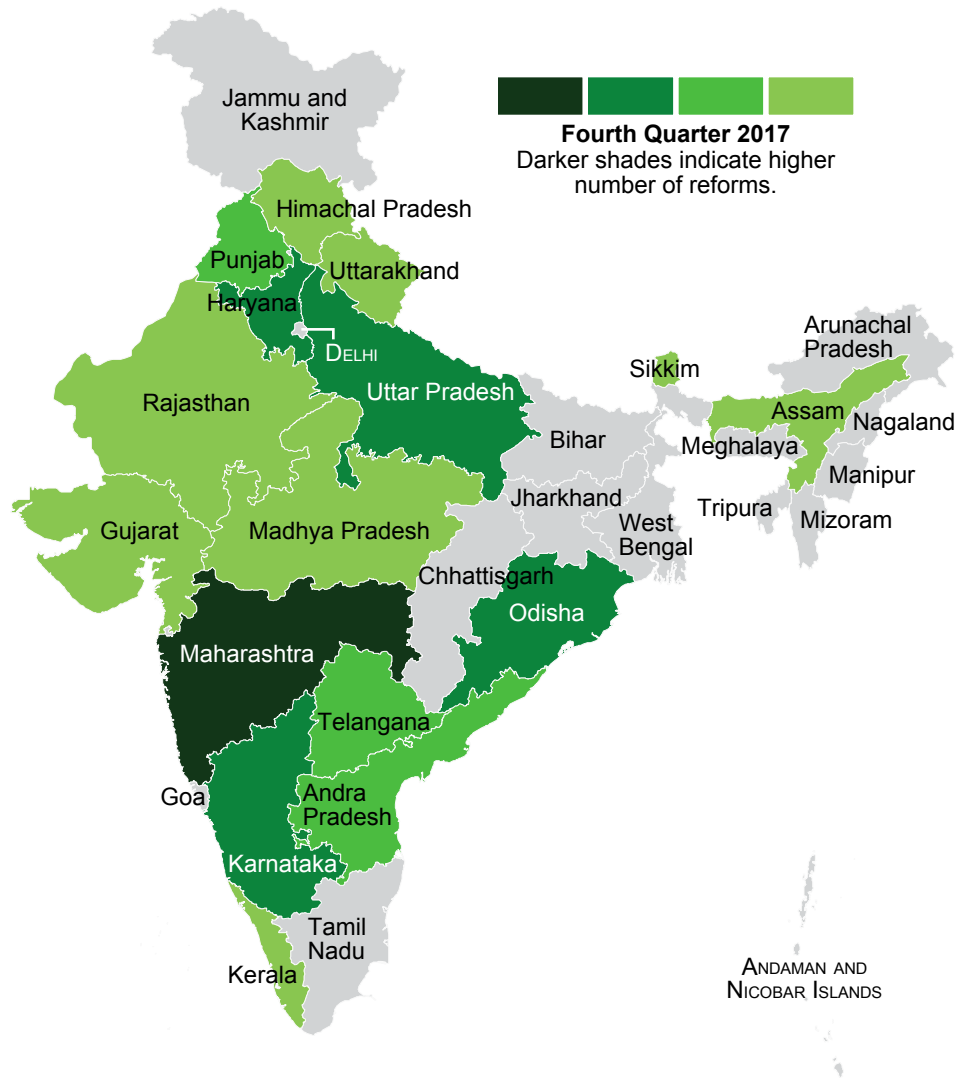 Jammu and
Kashmir
Fourth Quarter 2017
Darker shades indicate higher
number of reforms.
Himachal Pradesh
Punjab
Uttarakhand
Haryana
DELHI
Arunachal
Pradesh
Sikkim
Uttar Pradesh
Rajasthan
Assam
Nagaland
Bihar
Meghalaya
Manipur
Jharkhand
Tripura
Mizoram
Gujarat
Madhya Pradesh
West
Bengal
Chhattisgarh
Odisha
Maharashtra
Telangana
Goa
Andra
Pradesh
Karnataka
Tamil
Nadu
Kerala
ANDAMAN AND
NICOBAR ISLANDS